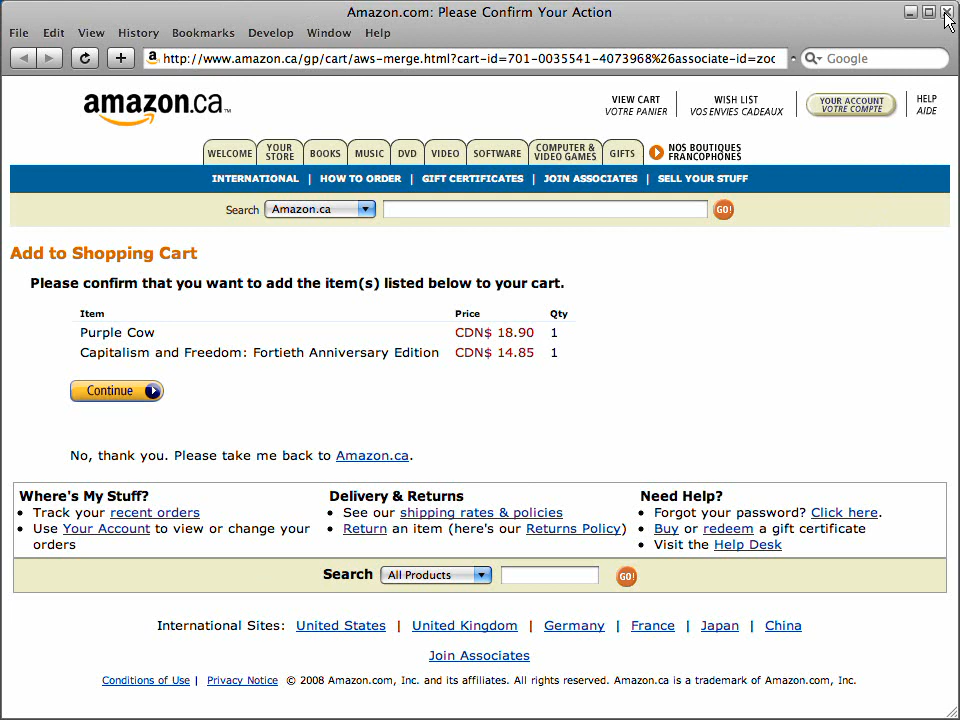 Amazon.com: Please Confirm Your Action
File Edit View History Bookmarks Develop Window Help
http://www.amazon.ca/gp/cart/aws-merge.html?cart-id=701-0035541-4073968%26associate-id=zoc Google
amazon.ca™
VIEW CART VOTRE PANIER
WISH LIST VOS ENVIES CADEAUX
YOUR ACCOUNT VOTRE COMPTE
HELP AIDE
WELCOME YOUR STORE BOOKS MUSIC DVD VIDEO SOFTWARE COMPUTER & VIDEO GAMES GIFTS NOS BOUTIQUES FRANCOPHONES
INTERNATIONAL | HOW TO ORDER | GIFT CERTIFICATES | JOIN ASSOCIATES | SELL YOUR STUFF
Search Amazon.ca GO!
Add to Shopping Cart
Please confirm that you want to add the item(s) listed below to your cart.
Item Price Qty
Purple Cow CDN$ 18.90 1
Capitalism and Freedom: Fortieth Anniversary Edition CDN$ 14.85 1
Continue
No, thank you. Please take me back to Amazon.ca.
Where's My Stuff?
• Track your recent orders
• Use Your Account to view or change your
orders
Delivery & Returns
• See our shipping rates & policies
• Return an item (here's our Returns Policy)
Need Help?
• Forgot your password? Click here.
• Buy or redeem a gift certificate
• Visit the Help Desk
Search All Products GO!
International Sites: United States | United Kingdom | Germany | France | Japan | China
Join Associates
Conditions of Use | Privacy Notice © 2008 Amazon.com, Inc. and its affiliates. All rights reserved. Amazon.ca is a trademark of Amazon.com, Inc.